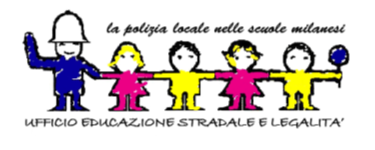 la polizia locale nelle scuole milanesi
UFFICIO EDUCAZIONE STRADALE E LEGALITA'